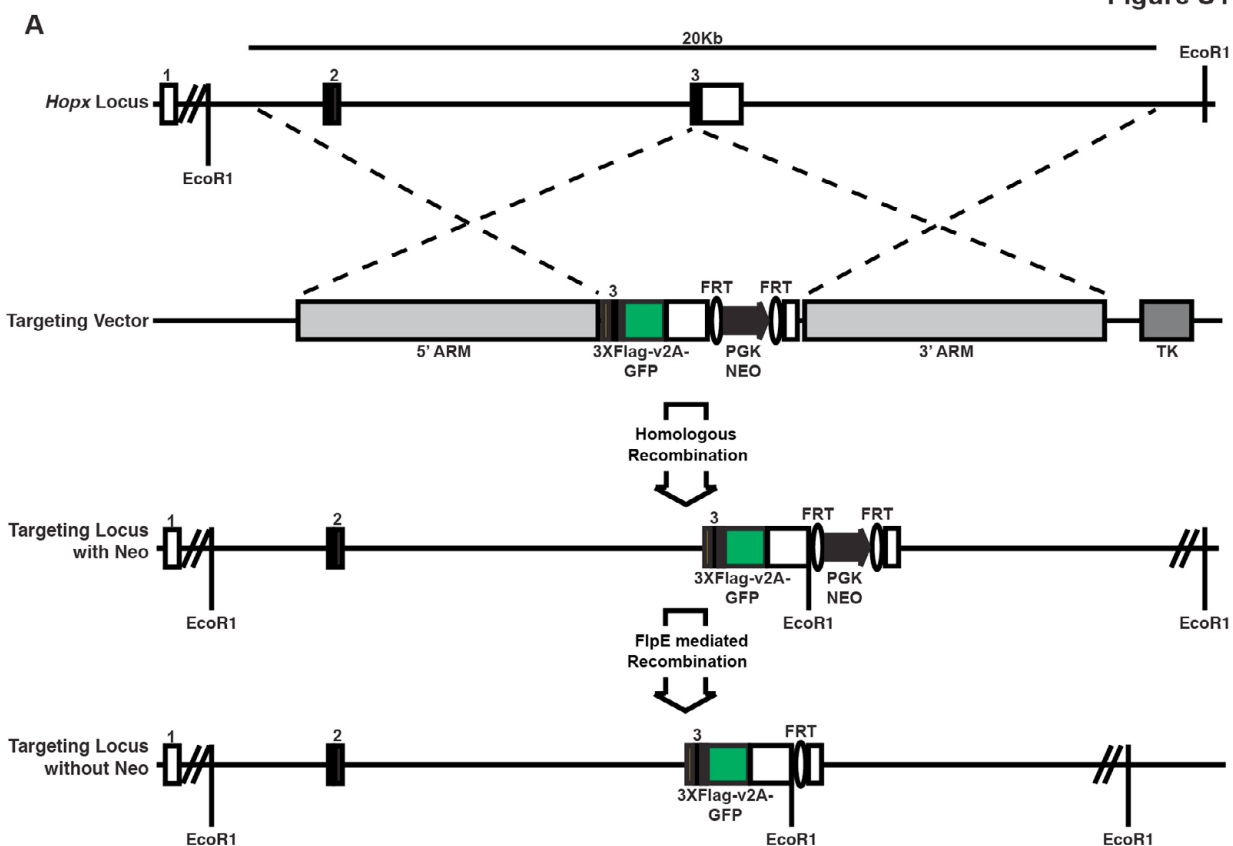 A
20Kb
EcoR1
1
2
3
Hopx Locus
EcoR1
FRT
FRT
3
Targeting Vector
5' ARM
3XFlag-v2A-
GFP
PGK
NEO
3' ARM
TK
Homologous
Recombination
Targeting Locus
with Neo
1
2
3
FRT
FRT
3XFlag-v2A-
GFP
PGK
NEO
EcoR1
EcoR1
EcoR1
FlpE mediated
Recombination
Targeting Locus
without Neo
1
2
3
FRT
3XFlag-v2A-
GFP
EcoR1
EcoR1
EcoR1